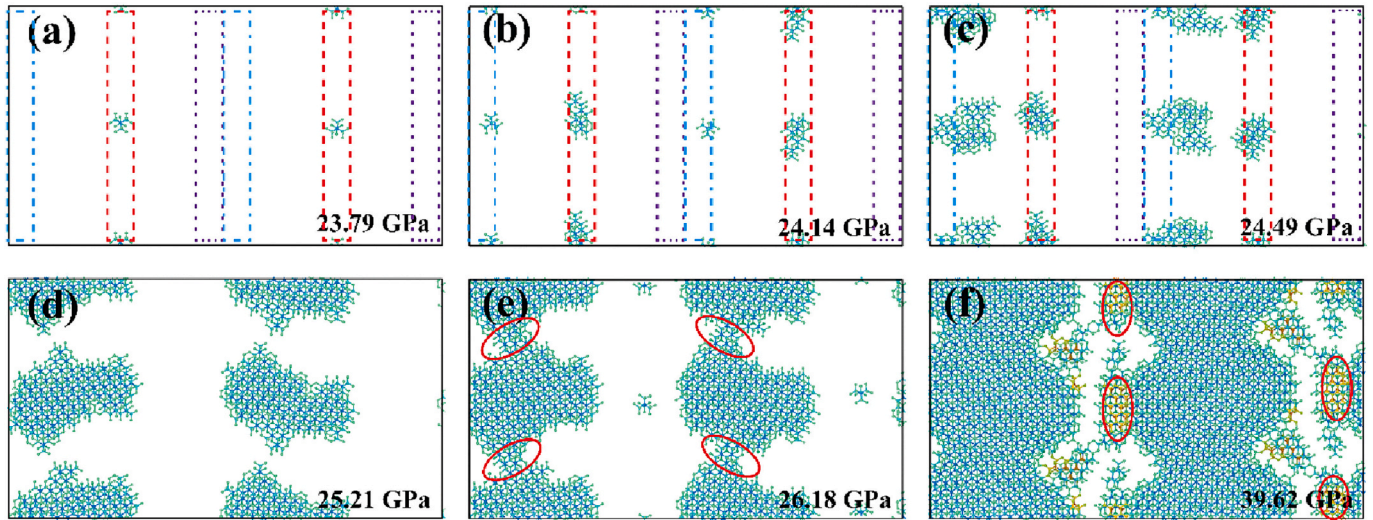 (a)
23.79 GPa
(b)
24.14 GPa
(c)
24.49 GPa
(d)
25.21 GPa
(e)
26.18 GPa
(f)
39.62 GPa